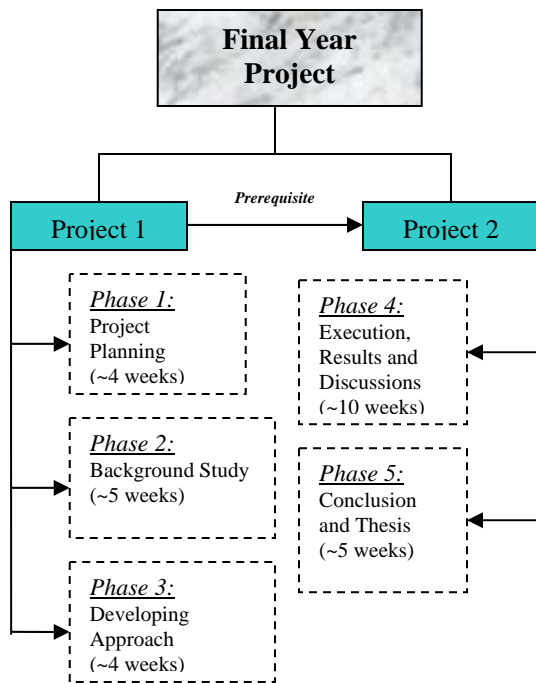 Final Year
Project
Prerequisite
Project 1
Project 2
Phase 1:
Project
Planning
(~4 weeks)
Phase 2:
Background Study
(~5 weeks)
Phase 3:
Developing
Approach
(~4 weeks)
Phase 4:
Execution,
Results and
Discussions
(~10 weeks)
Phase 5:
Conclusion
and Thesis
(~5 weeks)